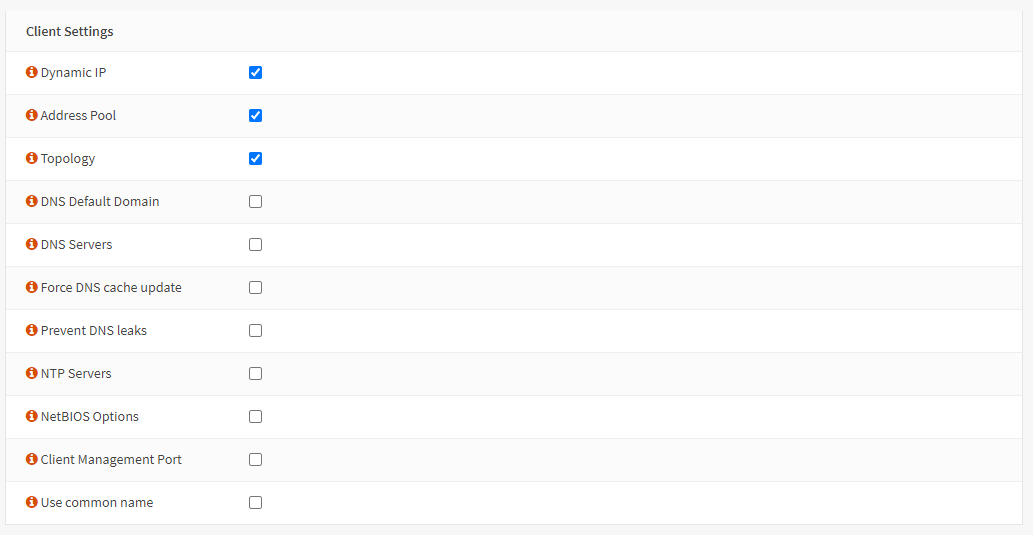 Client Settings
Dynamic IP
Address Pool
Topology
DNS Default Domain
DNS Servers
Force DNS cache update
Prevent DNS leaks
NTP Servers
NetBIOS Options
Client Management Port
Use common name